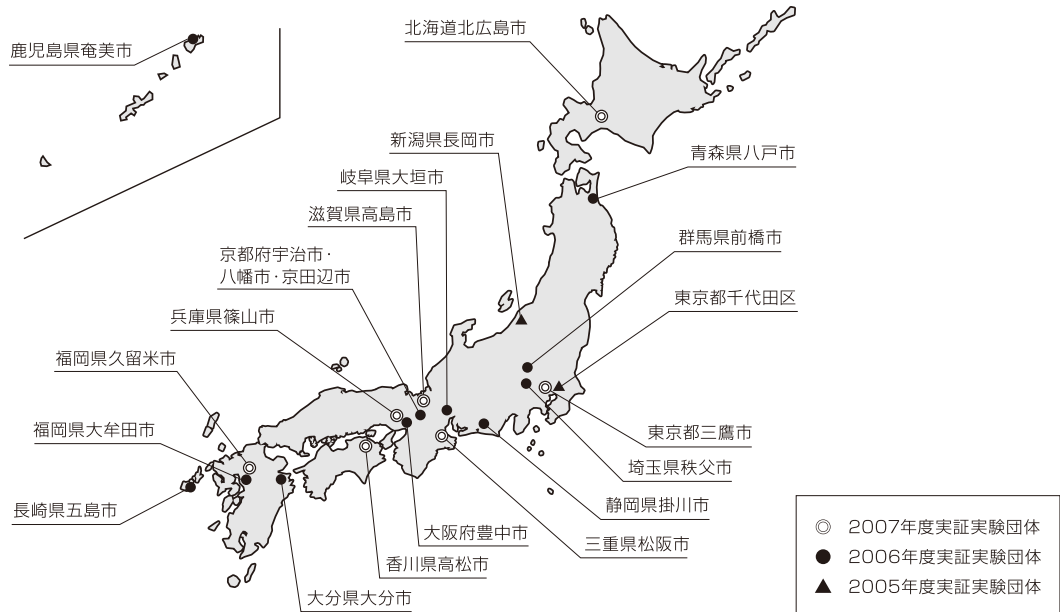 鹿児島県奄美市
北海道北広島市
新潟県長岡市
青森県八戸市
岐阜県大垣市
滋賀県高島市
群馬県前橋市
京都府宇治市・
八幡市・京田辺市
東京都千代田区
兵庫県篠山市
福岡県久留米市
福岡県大牟田市
東京都三鷹市
埼玉県秩父市
長崎県五島市
静岡県掛川市
大阪府豊中市
三重県松阪市
香川県高松市
大分県大分市
◎ 2007年度実証実験団体
● 2006年度実証実験団体
▲ 2005年度実証実験団体